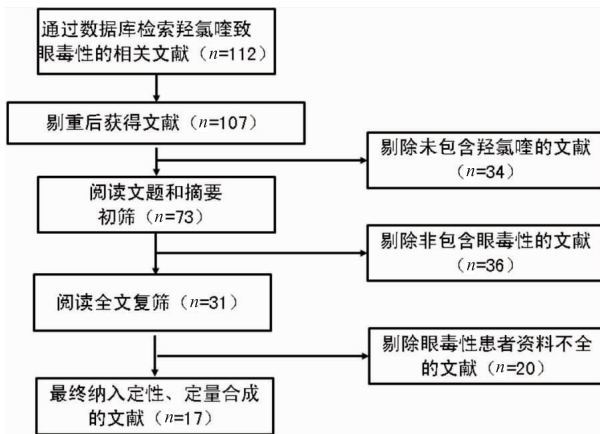 通过数据库检索羟氯喹致
眼毒性的相关文献（n=112）
剔重后获得文献（n=107）
剔除未包含羟氯喹的文献
（n=34）
阅读文题和摘要
初筛（n=73）
剔除非包含眼毒性的文献
（n=36）
阅读全文复筛（n=31）
剔除眼毒性患者资料不全
的文献（n=20）
最终纳入定性、定量合成
的文献（n=17）